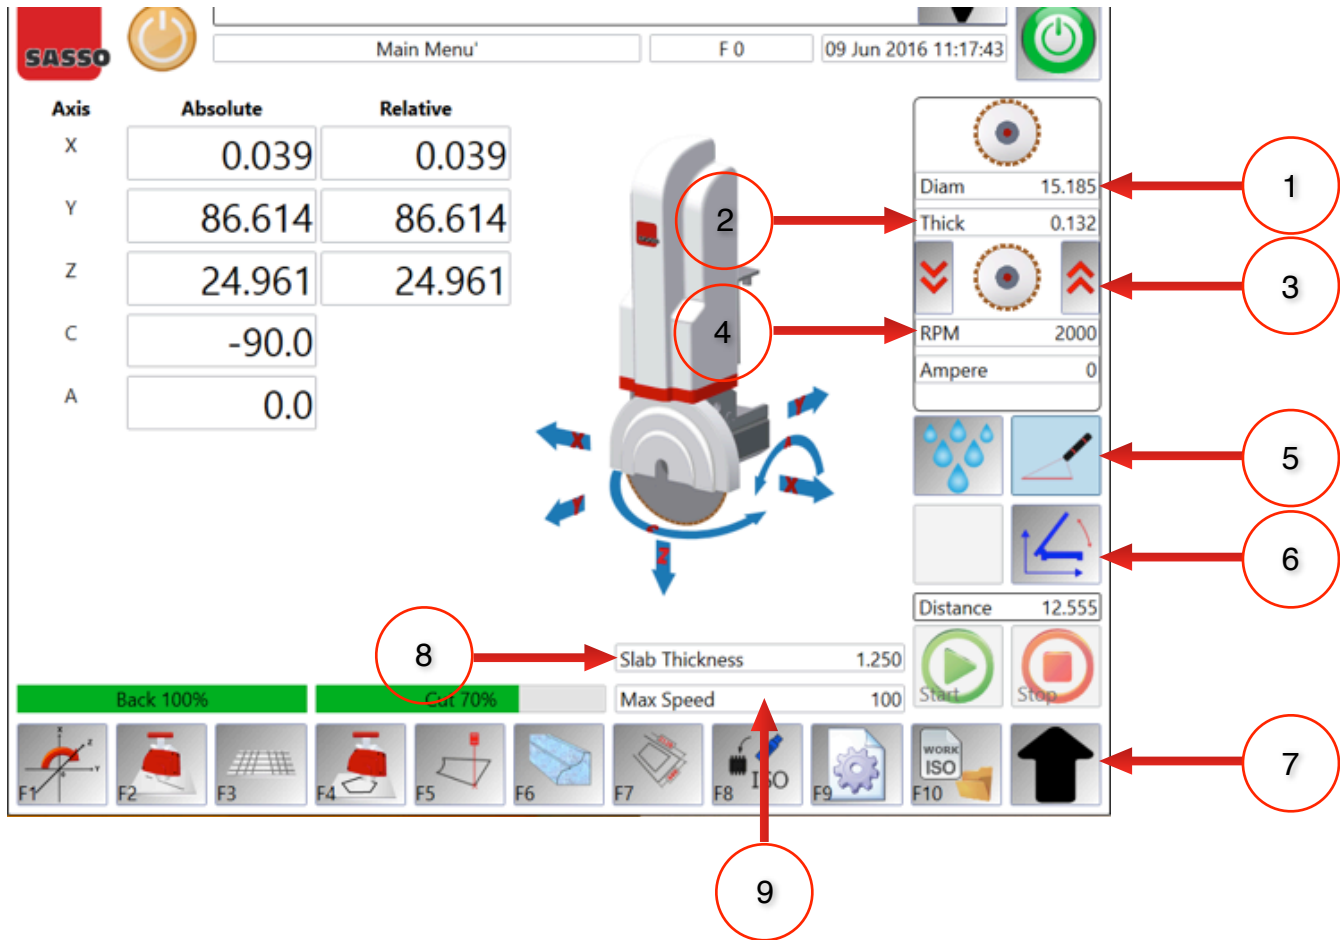 SASSO
Main Menu'
F 0
09 Jun 2016 11:17:43
Axis Absolute Relative
X 0.039 0.039
Y 86.614 86.614
Z 24.961 24.961
C -90.0
A 0.0
Diam 15.185
Thick 0.132
RPM 2000
Ampere 0
1
2
3
4
5
6
7
8
9
X
Y
X
Y
Z
C
A
Distance 12.555
Slab Thickness 1.250
Max Speed 100
Start
Stop
Back 100%
Cut 70%
X
Z
Y
0
F1
F2
F3
F4
F5
F6
F7
F8 ISO
F9
WORK
ISO
F10